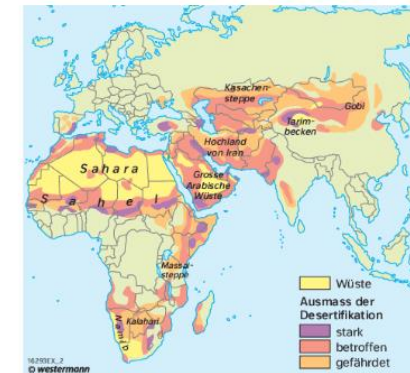 Kasachen-
steppe
Gobi
Tarim-
becken
Hochland
von Iran
Sahara
Grosse
Arabische
Wüste
Sahel
Massai-
steppe
Kalahari
Namib
Wüste
Ausmass der
Desertifikation
stark
betroffen
gefährdet
16293EX_2
© westermann